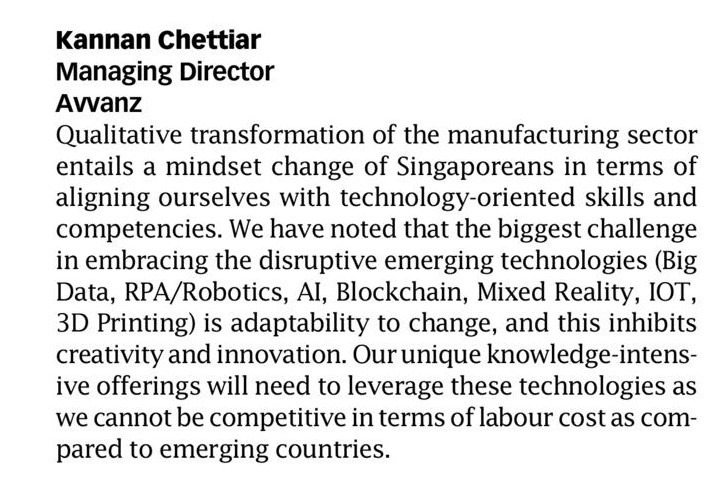 Kannan Chettiar
Managing Director
Avvanz
Qualitative transformation of the manufacturing sector
entails a mindset change of Singaporeans in terms of
aligning ourselves with technology-oriented skills and
competencies. We have noted that the biggest challenge
in embracing the disruptive emerging technologies (Big
Data, RPA/Robotics, AI, Blockchain, Mixed Reality, IOT,
3D Printing) is adaptability to change, and this inhibits
creativity and innovation. Our unique knowledge-intens-
ive offerings will need to leverage these technologies as
we cannot be competitive in terms of labour cost as com-
pared to emerging countries.